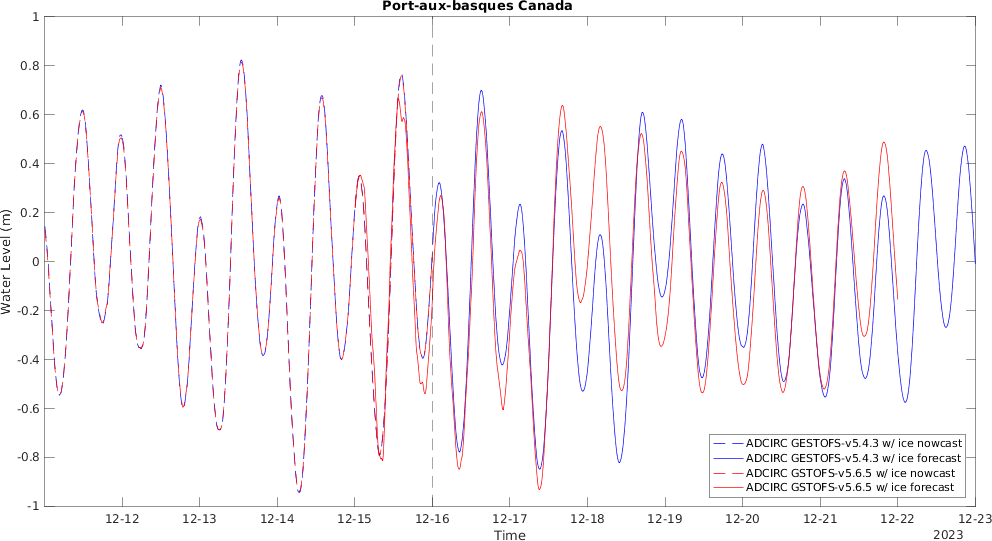 Port-aux-basques Canada
1
0.8
0.6
0.4
0.2
0
-0.2
-0.4
-0.6
-0.8
-1
Water Level (m)
ADCIRC GESTOFS-v5.4.3 w/ ice nowcast
ADCIRC GESTOFS-v5.4.3 w/ ice forecast
ADCIRC GSTOFS-v5.6.5 w/ ice nowcast
ADCIRC GSTOFS-v5.6.5 w/ ice forecast
12-12 12-13 12-14 12-15 12-16 12-17 12-18 12-19 12-20 12-21 12-22 12-23
Time
2023